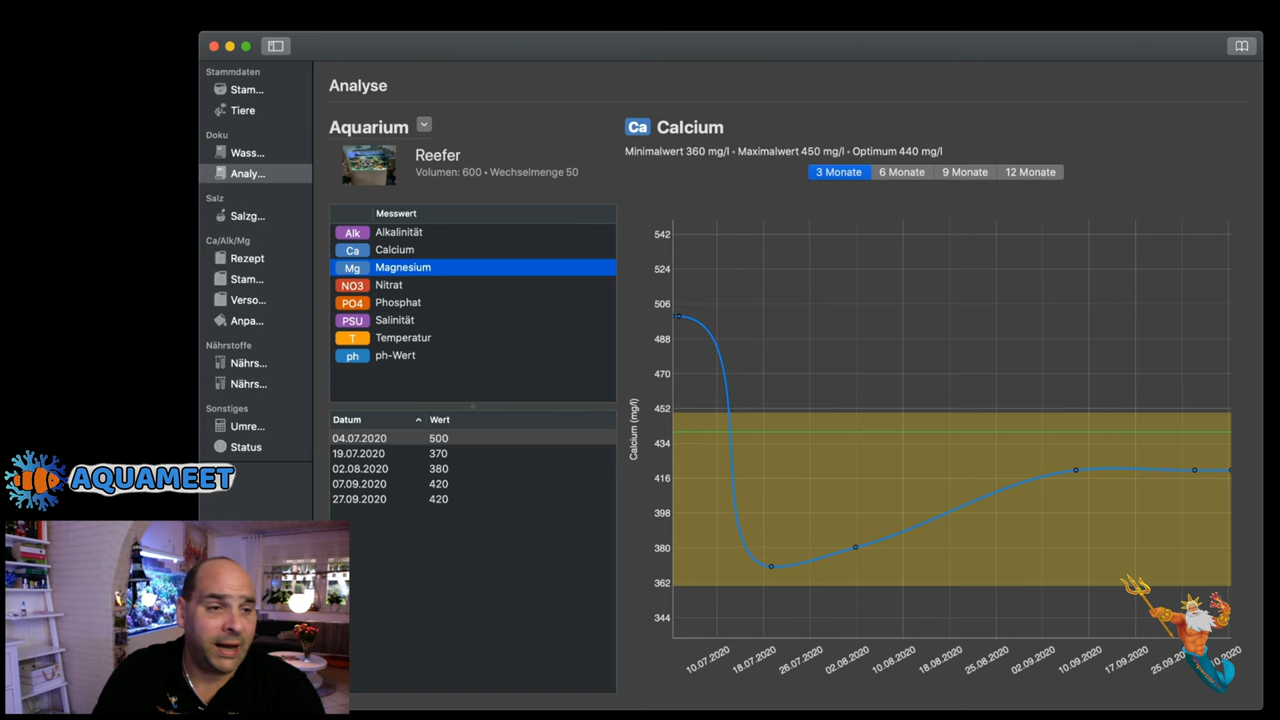 Stammdaten
Stam...
Tiere
Doku
Wass...
Analy...
Salz
Salzg...
Ca/Alk/Mg
Rezept
Stam...
Verso...
Anpa...
Nährstoffe
Nährs...
Nährs...
Sonstiges
Umre...
Status
AQUAMEET
Analyse
Aquarium
Reefer
Volumen: 600 • Wechselmenge 50
Messwert
Alk Alkalinität
Ca Calcium
Mg Magnesium
NO3 Nitrat
PO4 Phosphat
PSU Salinität
T Temperatur
ph ph-Wert
Datum Wert
04.07.2020 500
19.07.2020 370
02.08.2020 380
07.09.2020 420
27.09.2020 420
Ca Calcium
Minimalwert 360 mg/l • Maximalwert 450 mg/l • Optimum 440 mg/l
3 Monate 6 Monate 9 Monate 12 Monate
Calcium (mg/l)
542
524
506
488
470
452
434
416
398
380
362
344
10.07.2020 18.07.2020 26.07.2020 02.08.2020 10.08.2020 18.08.2020 25.08.2020 02.09.2020 10.09.2020 17.09.2020